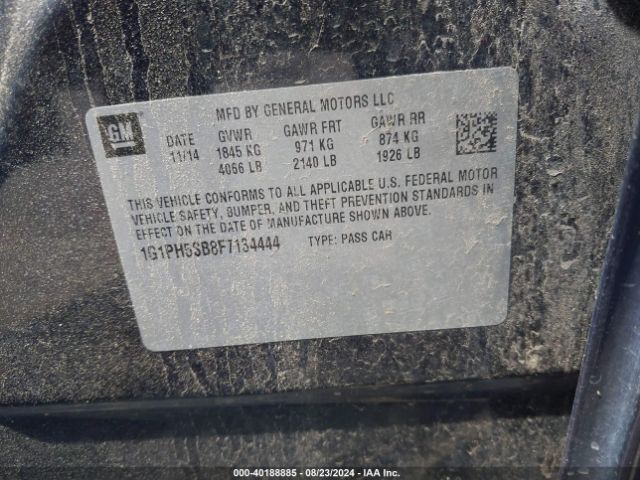 MFD BY GENERAL MOTORS LLC
GM
DATE GVWR GAWR FRT GAWR RR
11/14 1845 KG 971 KG 874 KG
4066 LB 2140 LB 1926 LB
THIS VEHICLE CONFORMS TO ALL APPLICABLE U.S. FEDERAL MOTOR
VEHICLE SAFETY, BUMPER, AND THEFT PREVENTION STANDARDS IN
EFFECT ON THE DATE OF MANUFACTURE SHOWN ABOVE.
1G1PH5SB8F7134444 TYPE: PASS CAR
000-40188885 - 08/23/2024 - IAA Inc.